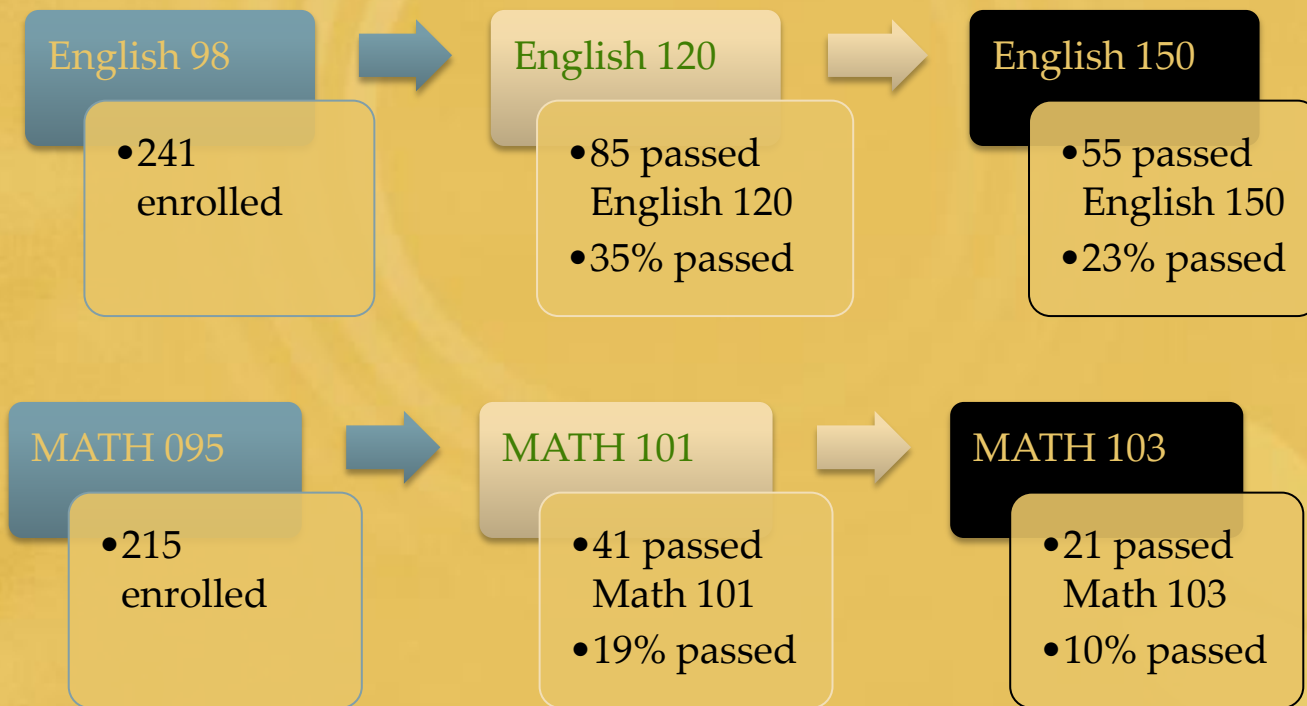 English 98
English 120
English 150
•241
enrolled
•85 passed
English 120
•35% passed
•55 passed
English 150
•23% passed
MATH 095
MATH 101
MATH 103
•215
enrolled
•41 passed
Math 101
•19% passed
•21 passed
Math 103
•10% passed